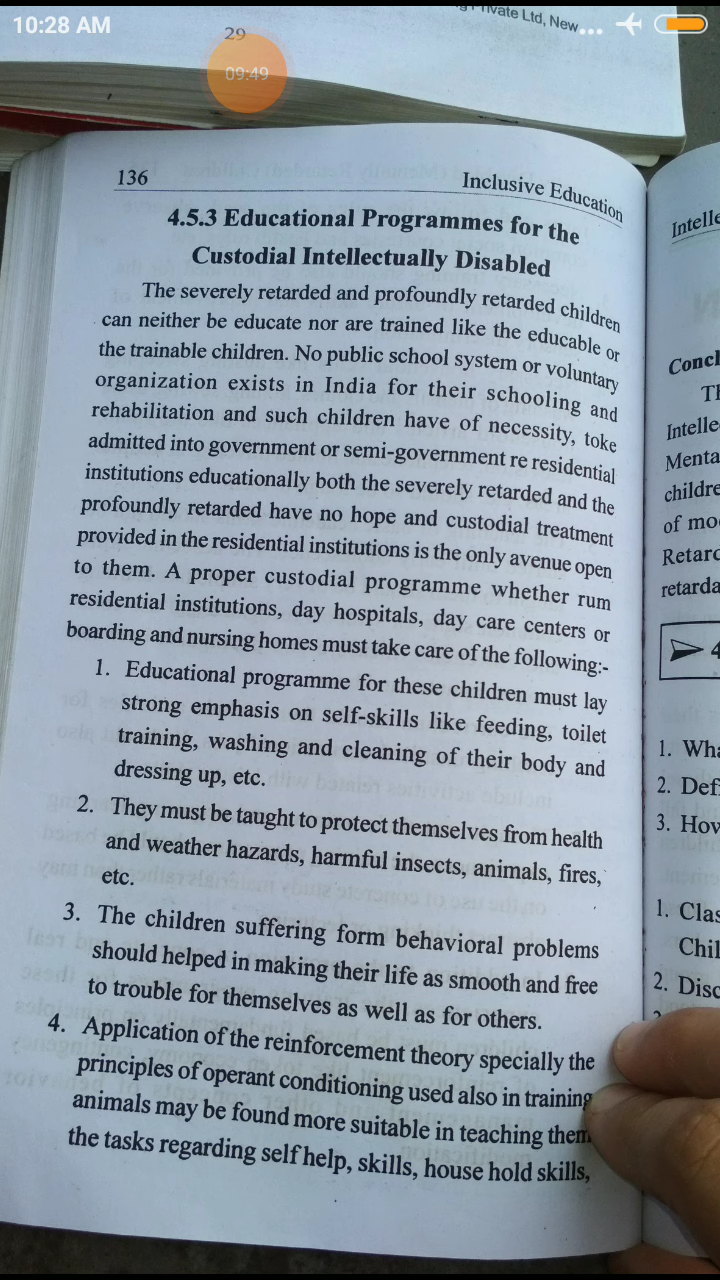 10:28 AM
ivate Ltd, New...
29
09:49
136
Inclusive Education
4.5.3 Educational Programmes for the
Custodial Intellectually Disabled
The severely retarded and profoundly retarded children
can neither be educate nor are trained like the educable or
the trainable children. No public school system or voluntary
organization exists in India for their schooling and
rehabilitation and such children have of necessity, toke
admitted into government or semi-government re residential
institutions educationally both the severely retarded and the
profoundly retarded have no hope and custodial treatment
provided in the residential institutions is the only avenue open
to them. A proper custodial programme whether rum
residential institutions, day hospitals, day care centers or
boarding and nursing homes must take care of the following:-
1. Educational programme for these children must lay
strong emphasis on self-skills like feeding, toilet
training, washing and cleaning of their body and
dressing up, etc.
2. They must be taught to protect themselves from health
and weather hazards, harmful insects, animals, fires,
etc.
3. The children suffering form behavioral problems
should helped in making their life as smooth and free
to trouble for themselves as well as for others.
4. Application of the reinforcement theory specially the
principles of operant conditioning used also in training
animals may be found more suitable in teaching them
the tasks regarding self help, skills, house hold skills,
Intelle
Concl
Th
Intelle
Menta
childre
of mo
Retard
retarda
4
1. Wha
2. Def
3. How
1. Clas
Chil
2. Disc